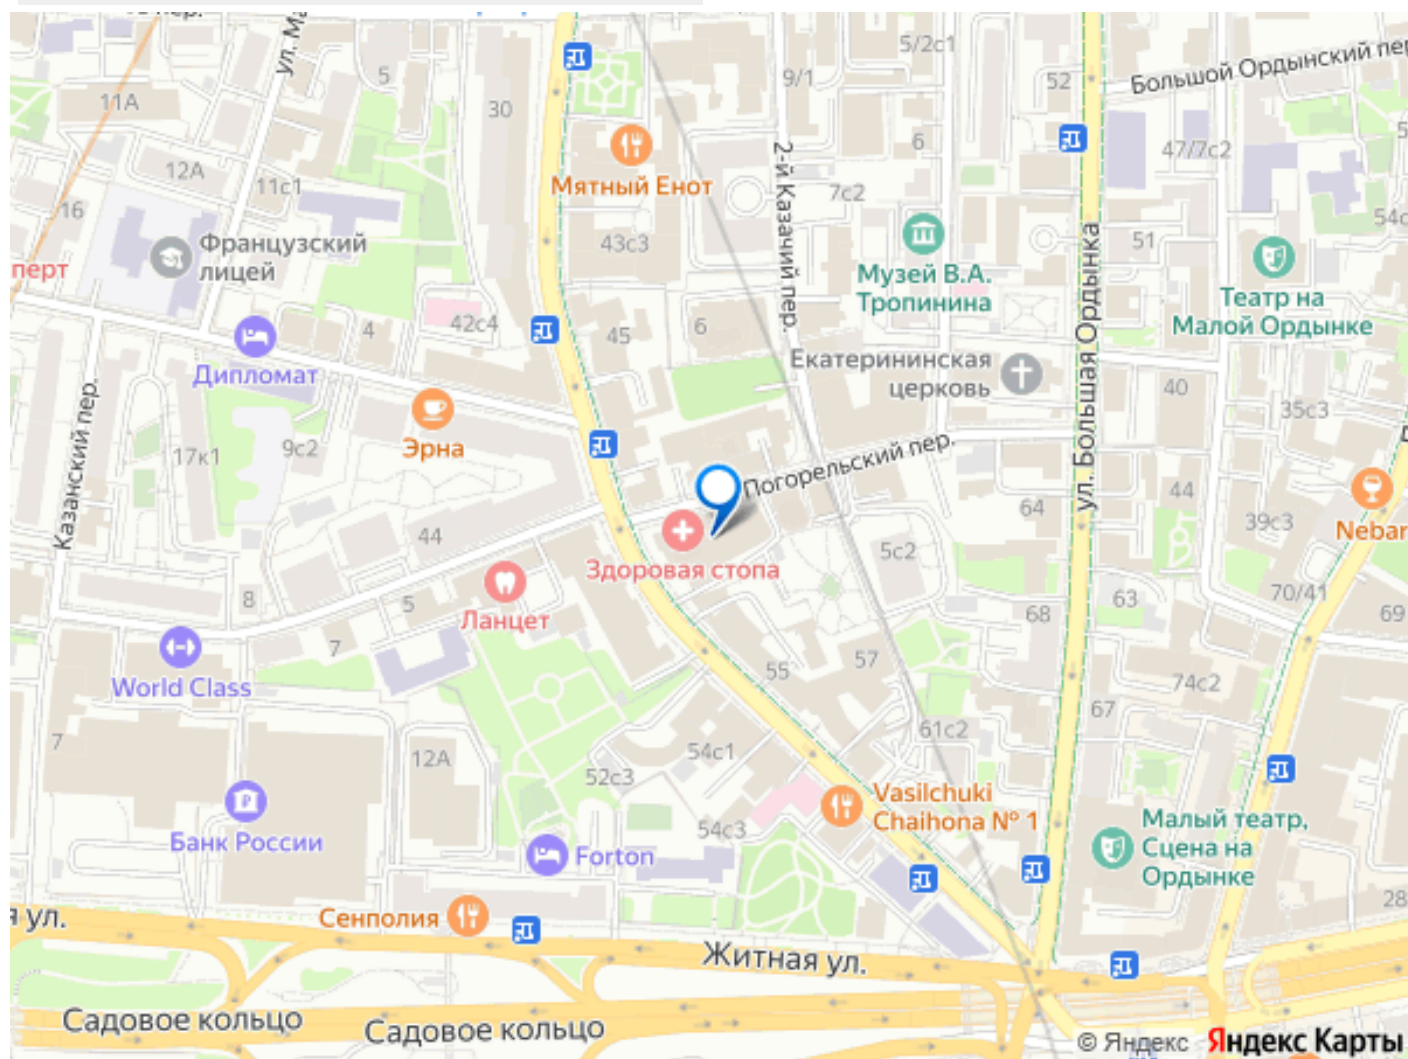 пер.
ул. Ма
5
30
5/2с1
9/1
52
Большой Ордынский пер
11А
Мятный Енот
6
47/7с2
12А
11с1
7с2
2-й Казачий пер.
16
Французский
лицей
43с3
Музей В.А.
Тропинина
51
54с
перт
Театр на
Малой Ордынке
ул. Большая Ордынка
42с4
4
45
6
Дипломат
Екатерининская
церковь
40
35с3
Эрна
Казанский пер.
17к1
9с2
Погорельский пер.
44
44
64
39с3
Nebar
5с2
Здоровая стопа
Ланцет
5
8
7
63
70/41
69
68
World Class
55
57
74с2
67
61с2
7
12А
54с1
52с3
Банк России
Vasilchuki
Chaihona № 1
54с3
Forton
Малый театр,
Сцена на
Ордынке
28
Сенполия
я ул.
Житная ул.
Садовое кольцо
Садовое кольцо
© Яндекс
Яндекс Карты